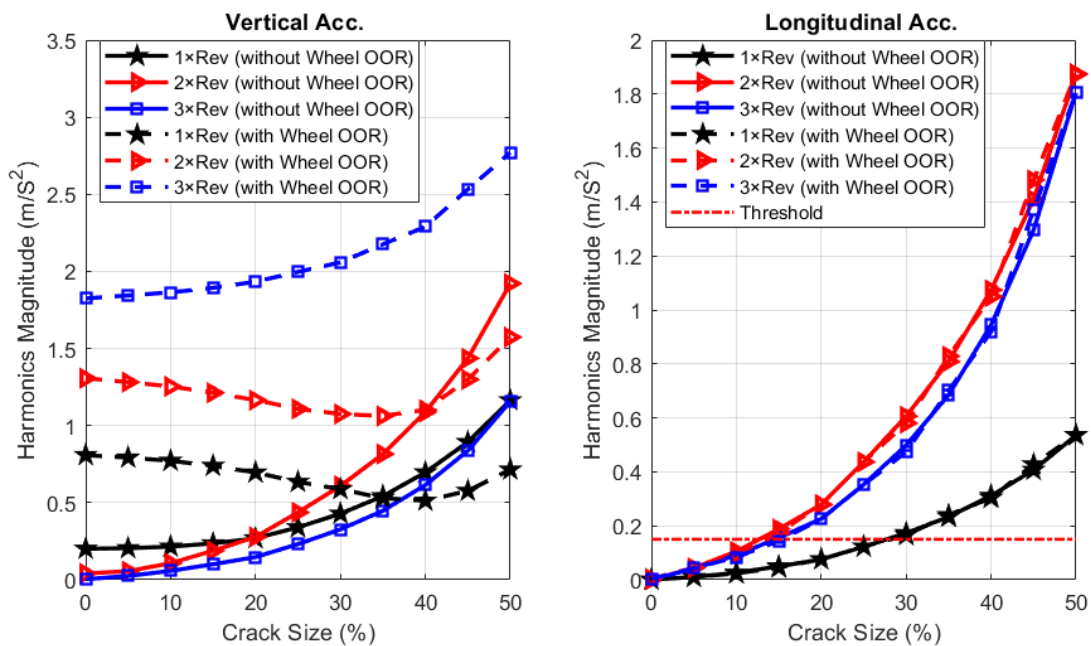 Vertical Acc.
3.5
3
2.5
2
1.5
1
0.5
0
Harmonics Magnitude (m/S²)
1×Rev (without Wheel OOR)
2×Rev (without Wheel OOR)
3×Rev (without Wheel OOR)
1×Rev (with Wheel OOR)
2×Rev (with Wheel OOR)
3×Rev (with Wheel OOR)
0 10 20 30 40 50
Crack Size (%)
Longitudinal Acc.
2
1.8
1.6
1.4
1.2
1
0.8
0.6
0.4
0.2
0
Harmonics Magnitude (m/S²)
1×Rev (without Wheel OOR)
2×Rev (without Wheel OOR)
3×Rev (without Wheel OOR)
1×Rev (with Wheel OOR)
2×Rev (with Wheel OOR)
3×Rev (with Wheel OOR)
Threshold
0 10 20 30 40 50
Crack Size (%)